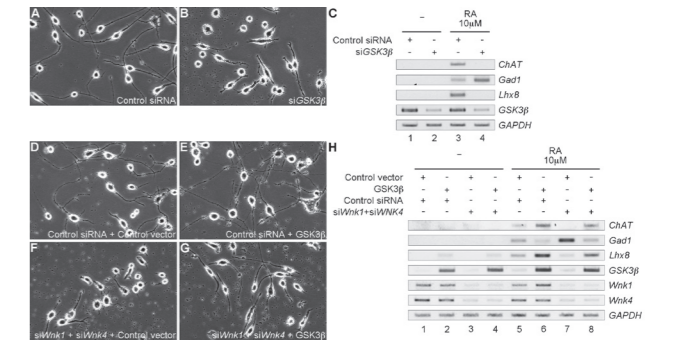 A
Control siRNA
B
siGSK3β
C
– RA
10μM
Control siRNA + – + –
siGSK3β – + – +
ChAT
Gad1
Lhx8
GSK3β
GAPDH
1 2 3 4
D
Control siRNA + Control vector
E
Control siRNA + GSK3β
F
siWnk1 + siWnk4 + Control vector
G
siWnk1 + siWnk4 + GSK3β
H
– RA
10μM
Control vector + – + – + – + –
GSK3β – + – + – + – +
Control siRNA + + – – + + – –
siWnk1+siWNK4 – – + + – – + +
ChAT
Gad1
Lhx8
GSK3β
Wnk1
Wnk4
GAPDH
1 2 3 4 5 6 7 8